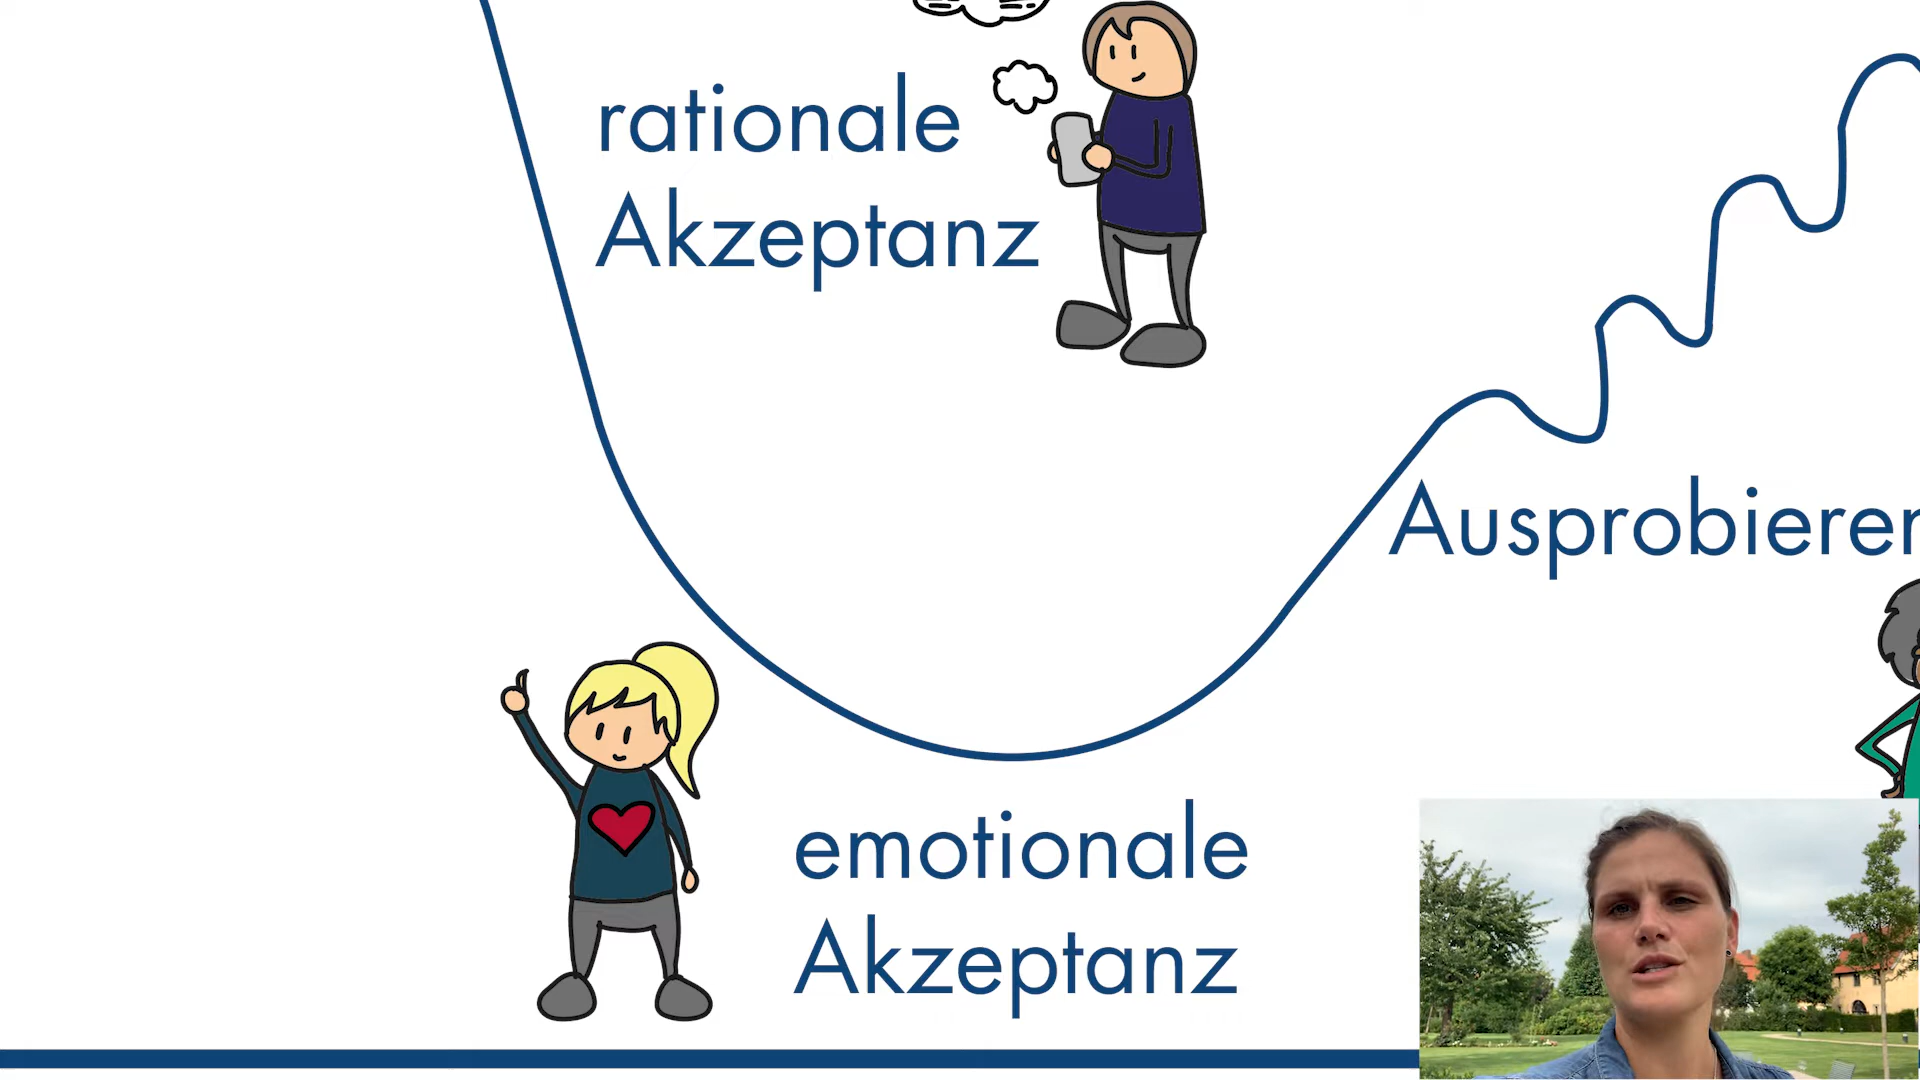 rationale
Akzeptanz
Ausprobieren
emotionale
Akzeptanz